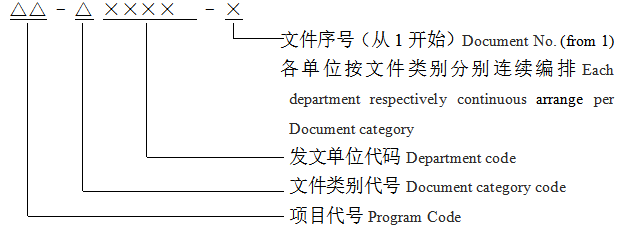 △△ - △ ×××× - ×
文件序号（从1开始）Document No. (from 1)
各单位按文件类别分别连续编排 Each
department respectively continuous arrange per
Document category
发文单位代码 Department code
文件类别代号 Document category code
项目代号 Program Code